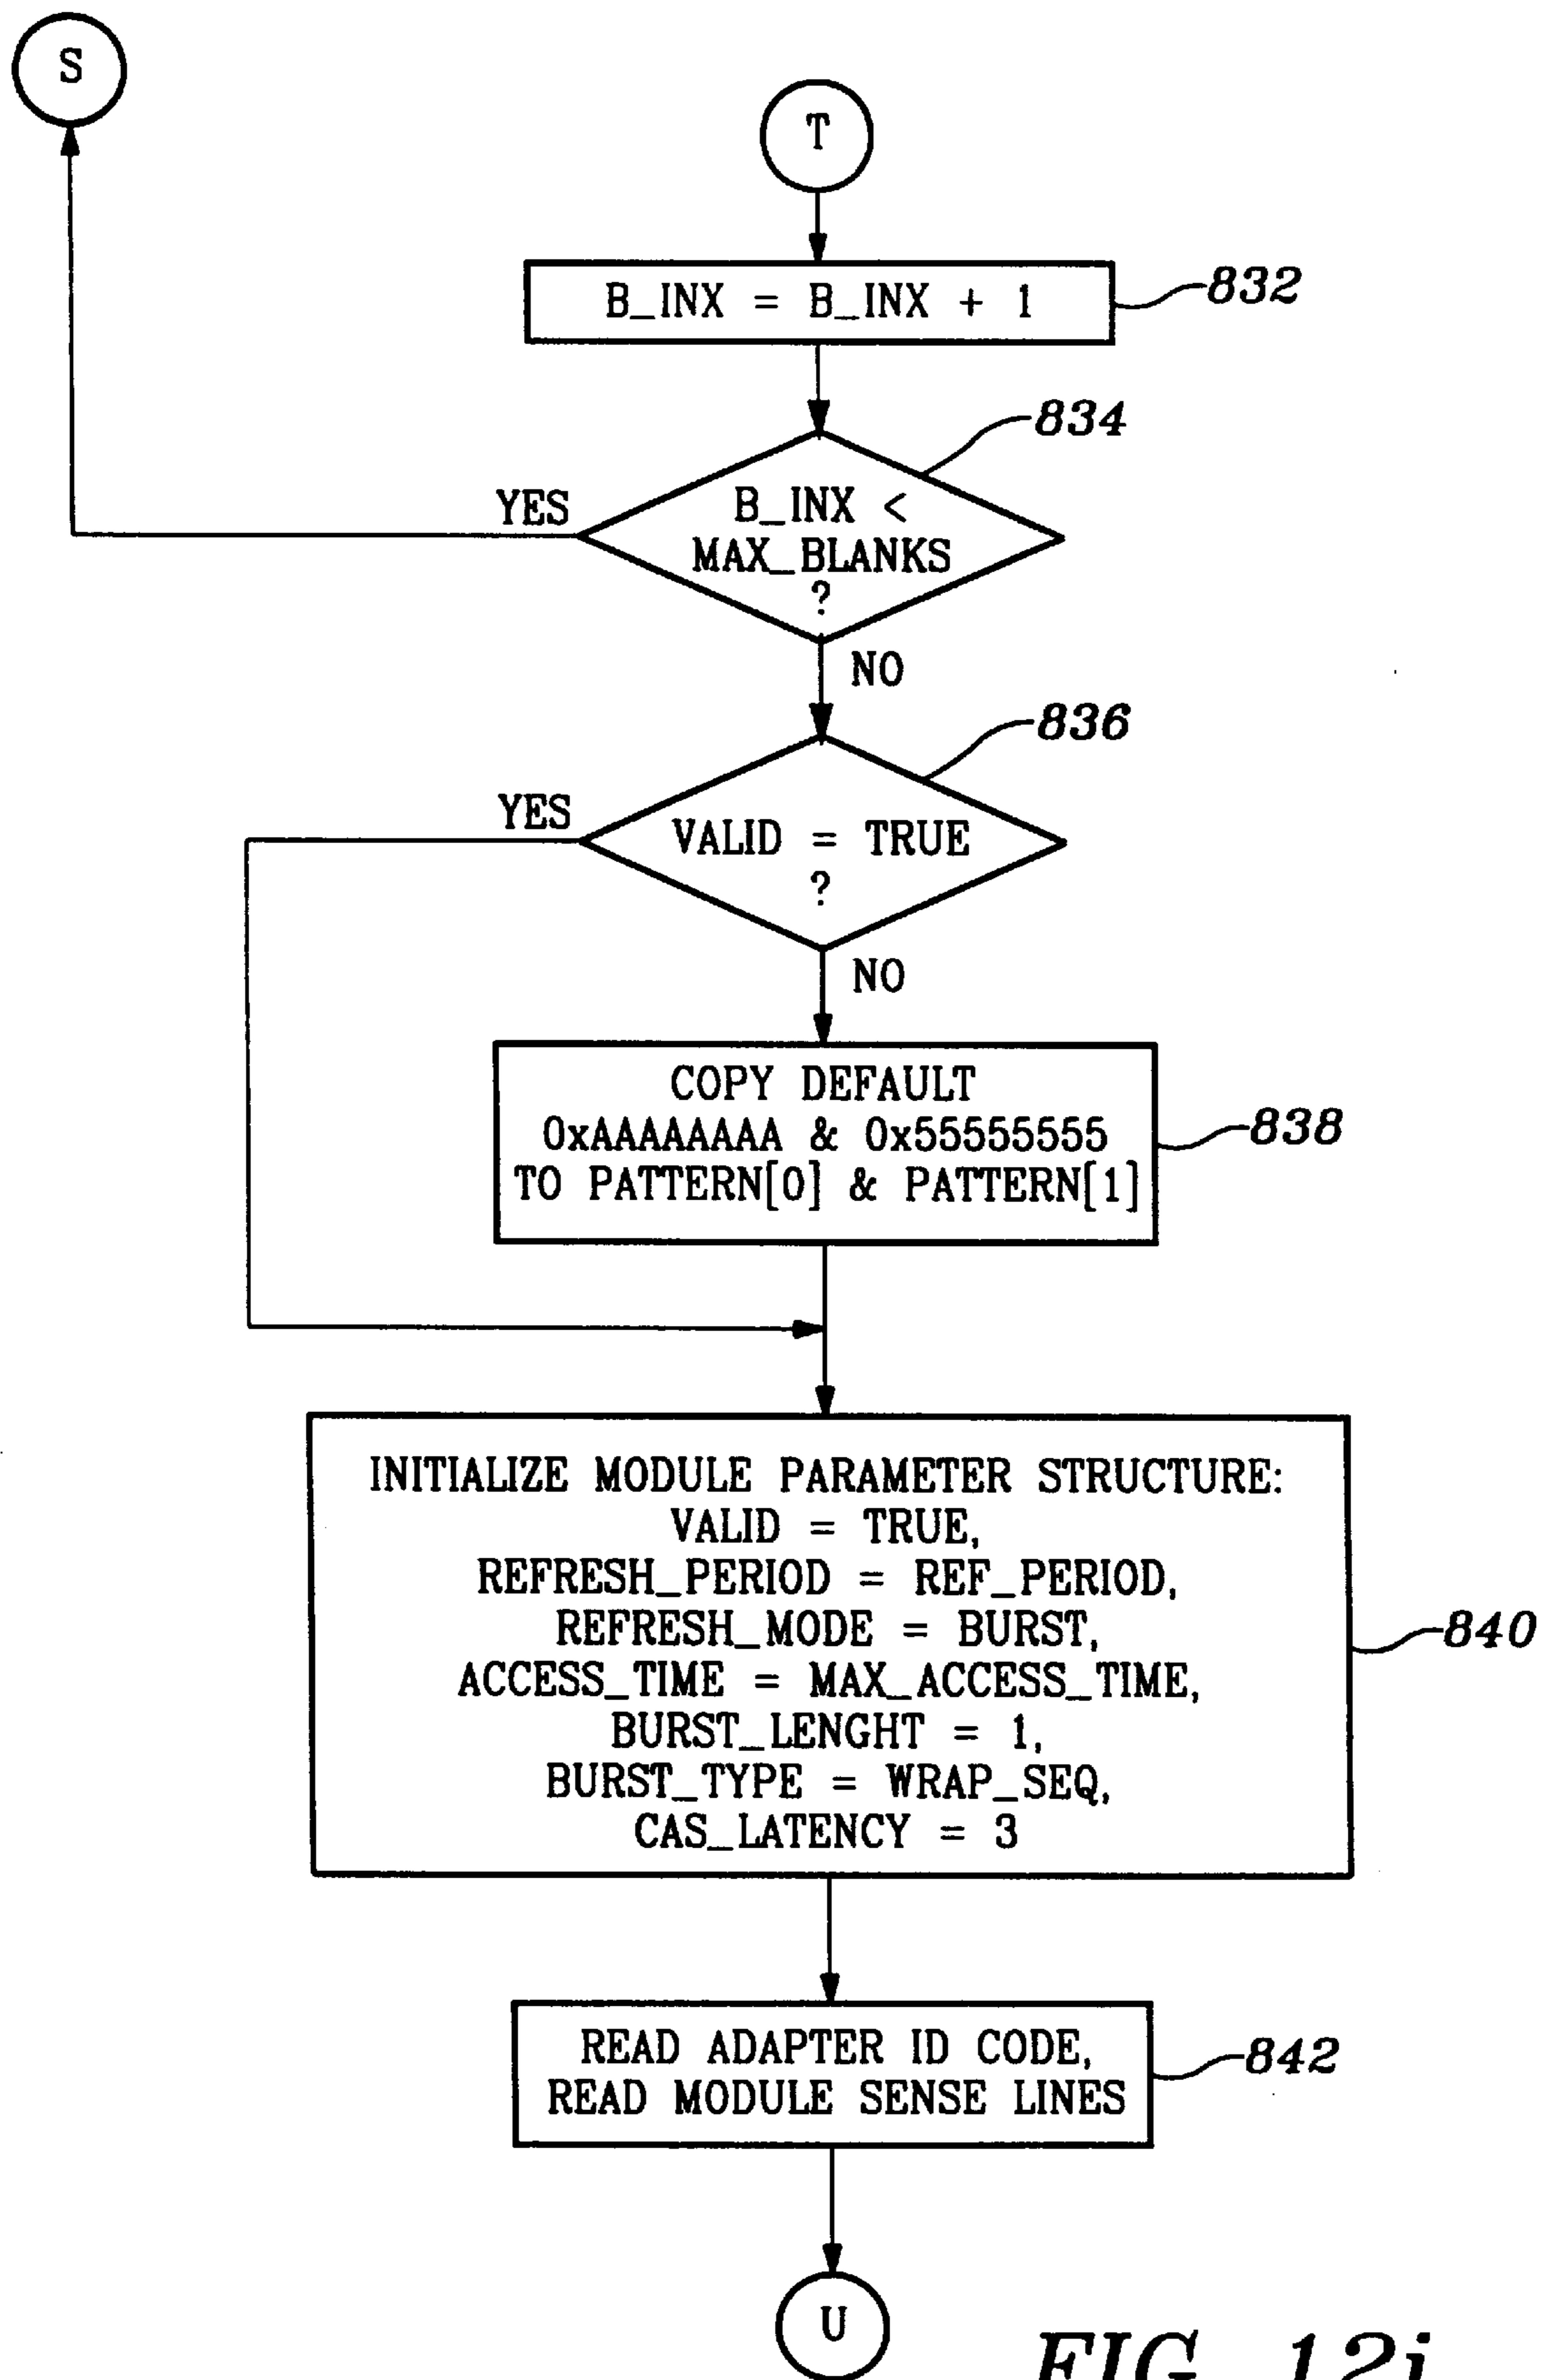 S
T
B_INX = B_INX + 1
832
834
B_INX <
MAX_BLANKS
?
YES
NO
836
YES
VALID = TRUE
?
NO
COPY DEFAULT
0xAAAAAAAA & 0x55555555
TO PATTERN[0] & PATTERN[1]
838
INITIALIZE MODULE PARAMETER STRUCTURE:
VALID = TRUE,
REFRESH_PERIOD = REF_PERIOD,
REFRESH_MODE = BURST,
ACCESS_TIME = MAX_ACCESS_TIME,
BURST_LENGHT = 1,
BURST_TYPE = WRAP_SEQ,
CAS_LATENCY = 3
840
READ ADAPTER ID CODE,
READ MODULE SENSE LINES
842
U
FIG. 12i